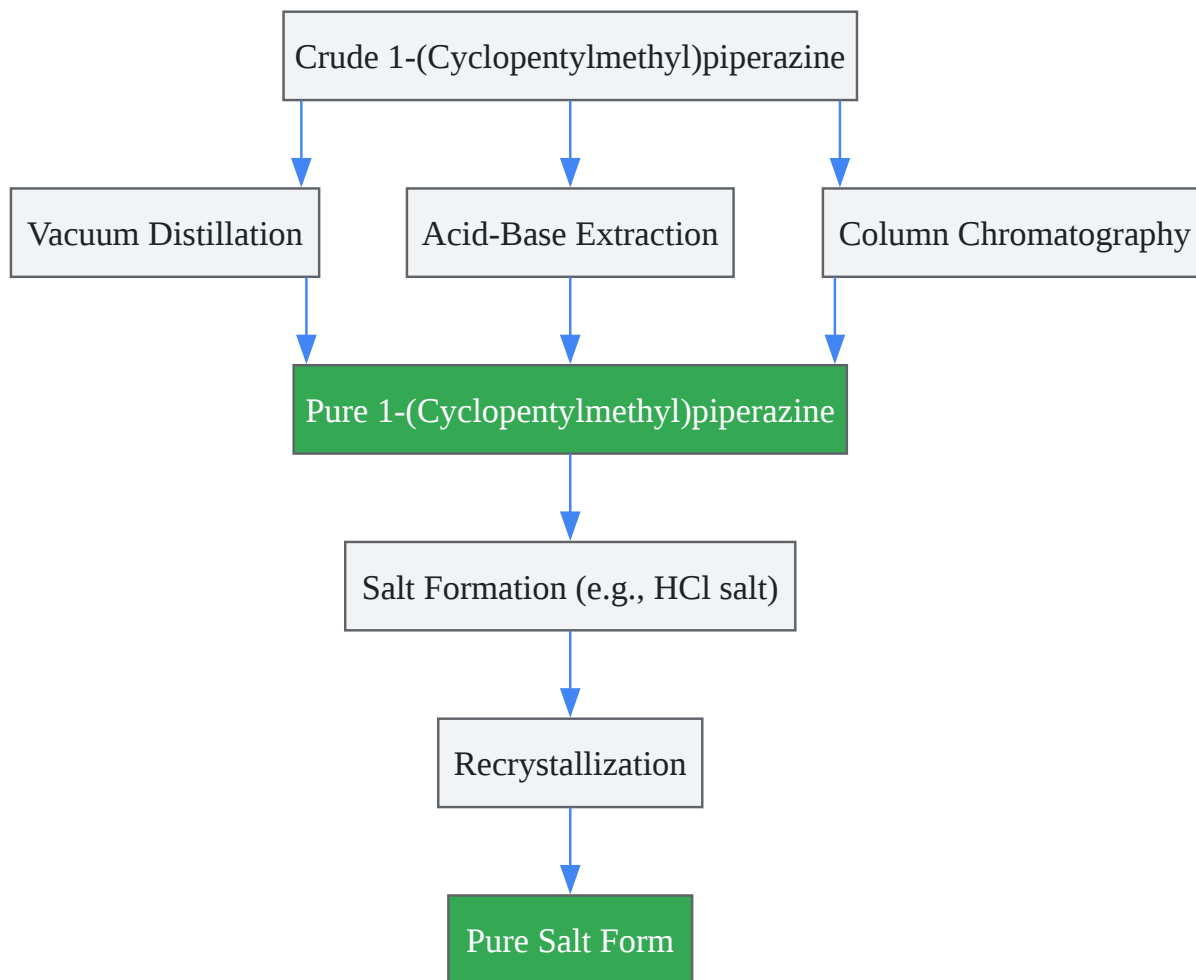 Crude 1-(Cyclopentylmethyl)piperazine
Vacuum Distillation
Acid-Base Extraction
Column Chromatography
Pure 1-(Cyclopentylmethyl)piperazine
Salt Formation (e.g., HCl salt)
Recrystallization
Pure Salt Form